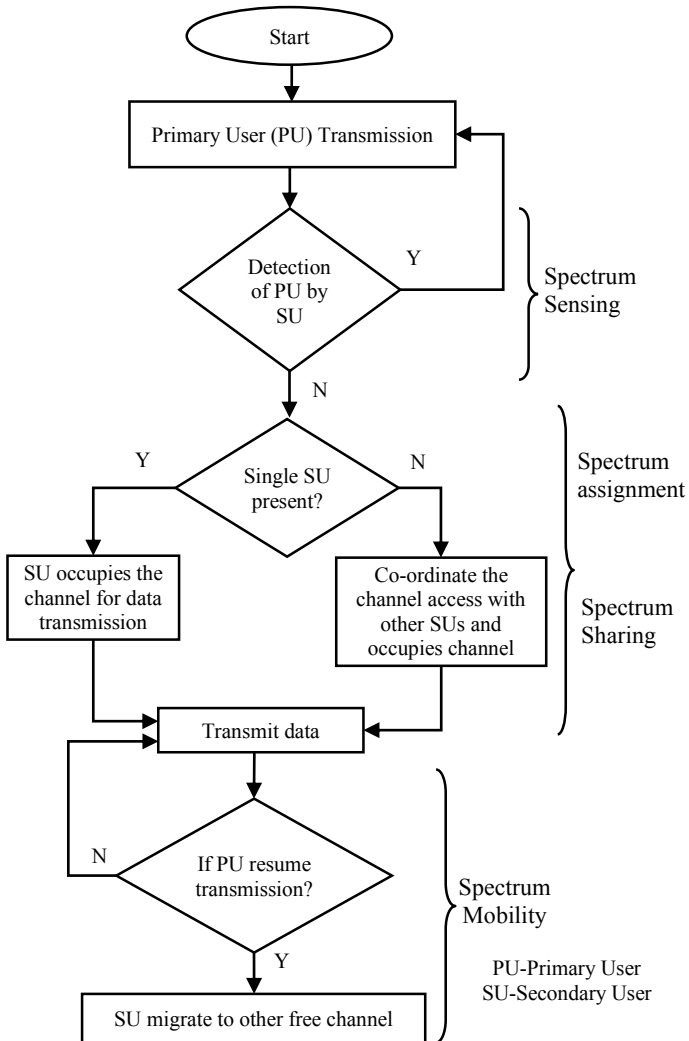 Start
Primary User (PU) Transmission
Detection
of PU by
SU
Y
Spectrum
Sensing
N
Y
Single SU
present?
N
Spectrum
assignment
SU occupies the
channel for data
transmission
Co-ordinate the
channel access with
other SUs and
occupies channel
Spectrum
Sharing
Transmit data
N
If PU resume
transmission?
Spectrum
Mobility
Y
PU-Primary User
SU-Secondary User
SU migrate to other free channel